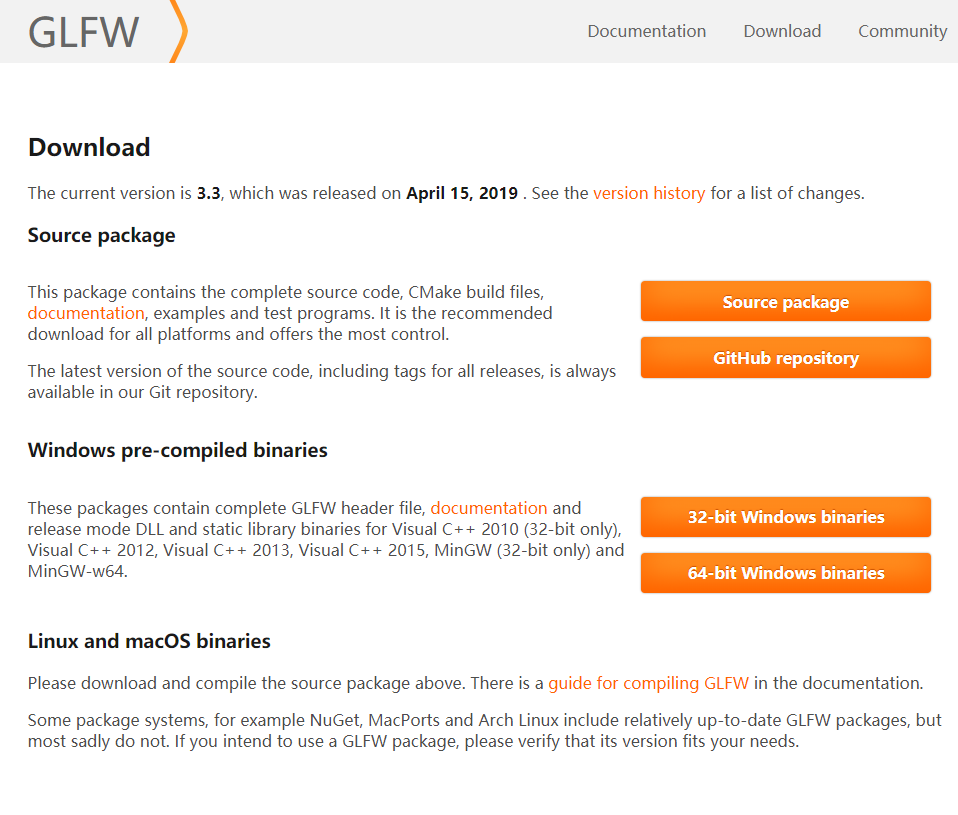 GLFW
Documentation
Download
Community
Download
The current version is 3.3, which was released on April 15, 2019 . See the version history for a list of changes.
Source package
This package contains the complete source code, CMake build files,
documentation, examples and test programs. It is the recommended
download for all platforms and offers the most control.
The latest version of the source code, including tags for all releases, is always
available in our Git repository.
Source package
GitHub repository
Windows pre-compiled binaries
These packages contain complete GLFW header file, documentation and
release mode DLL and static library binaries for Visual C++ 2010 (32-bit only),
Visual C++ 2012, Visual C++ 2013, Visual C++ 2015, MinGW (32-bit only) and
MinGW-w64.
32-bit Windows binaries
64-bit Windows binaries
Linux and macOS binaries
Please download and compile the source package above. There is a guide for compiling GLFW in the documentation.
Some package systems, for example NuGet, MacPorts and Arch Linux include relatively up-to-date GLFW packages, but
most sadly do not. If you intend to use a GLFW package, please verify that its version fits your needs.